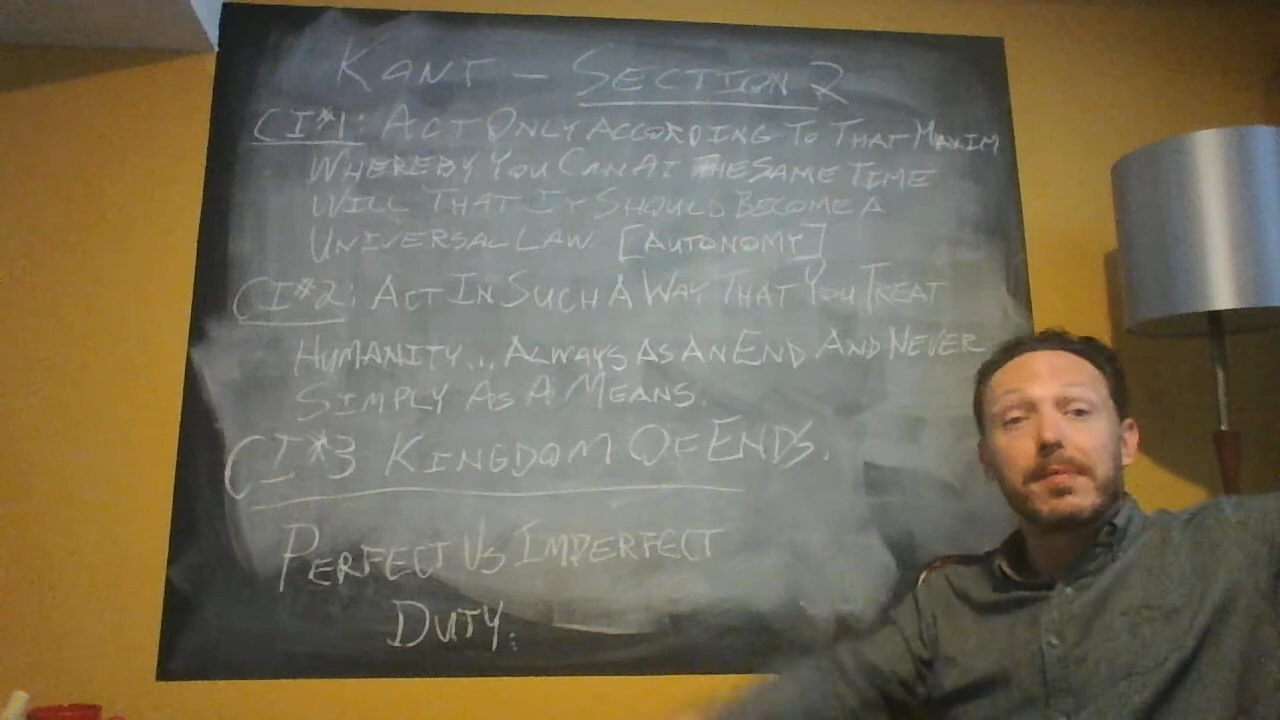 KANT - SECTION 2
CI#1: ACT ONLY ACCORDING TO THAT MAXIM
WHEREBY YOU CAN AT THE SAME TIME
WILL THAT IT SHOULD BECOME A
UNIVERSAL LAW. [AUTONOMY]
CI#2: ACT IN SUCH A WAY THAT YOU TREAT
HUMANITY... ALWAYS AS AN END AND NEVER
SIMPLY AS A MEANS.
CI#3 KINGDOM OF ENDS.
PERFECT VS IMPERFECT
DUTY.